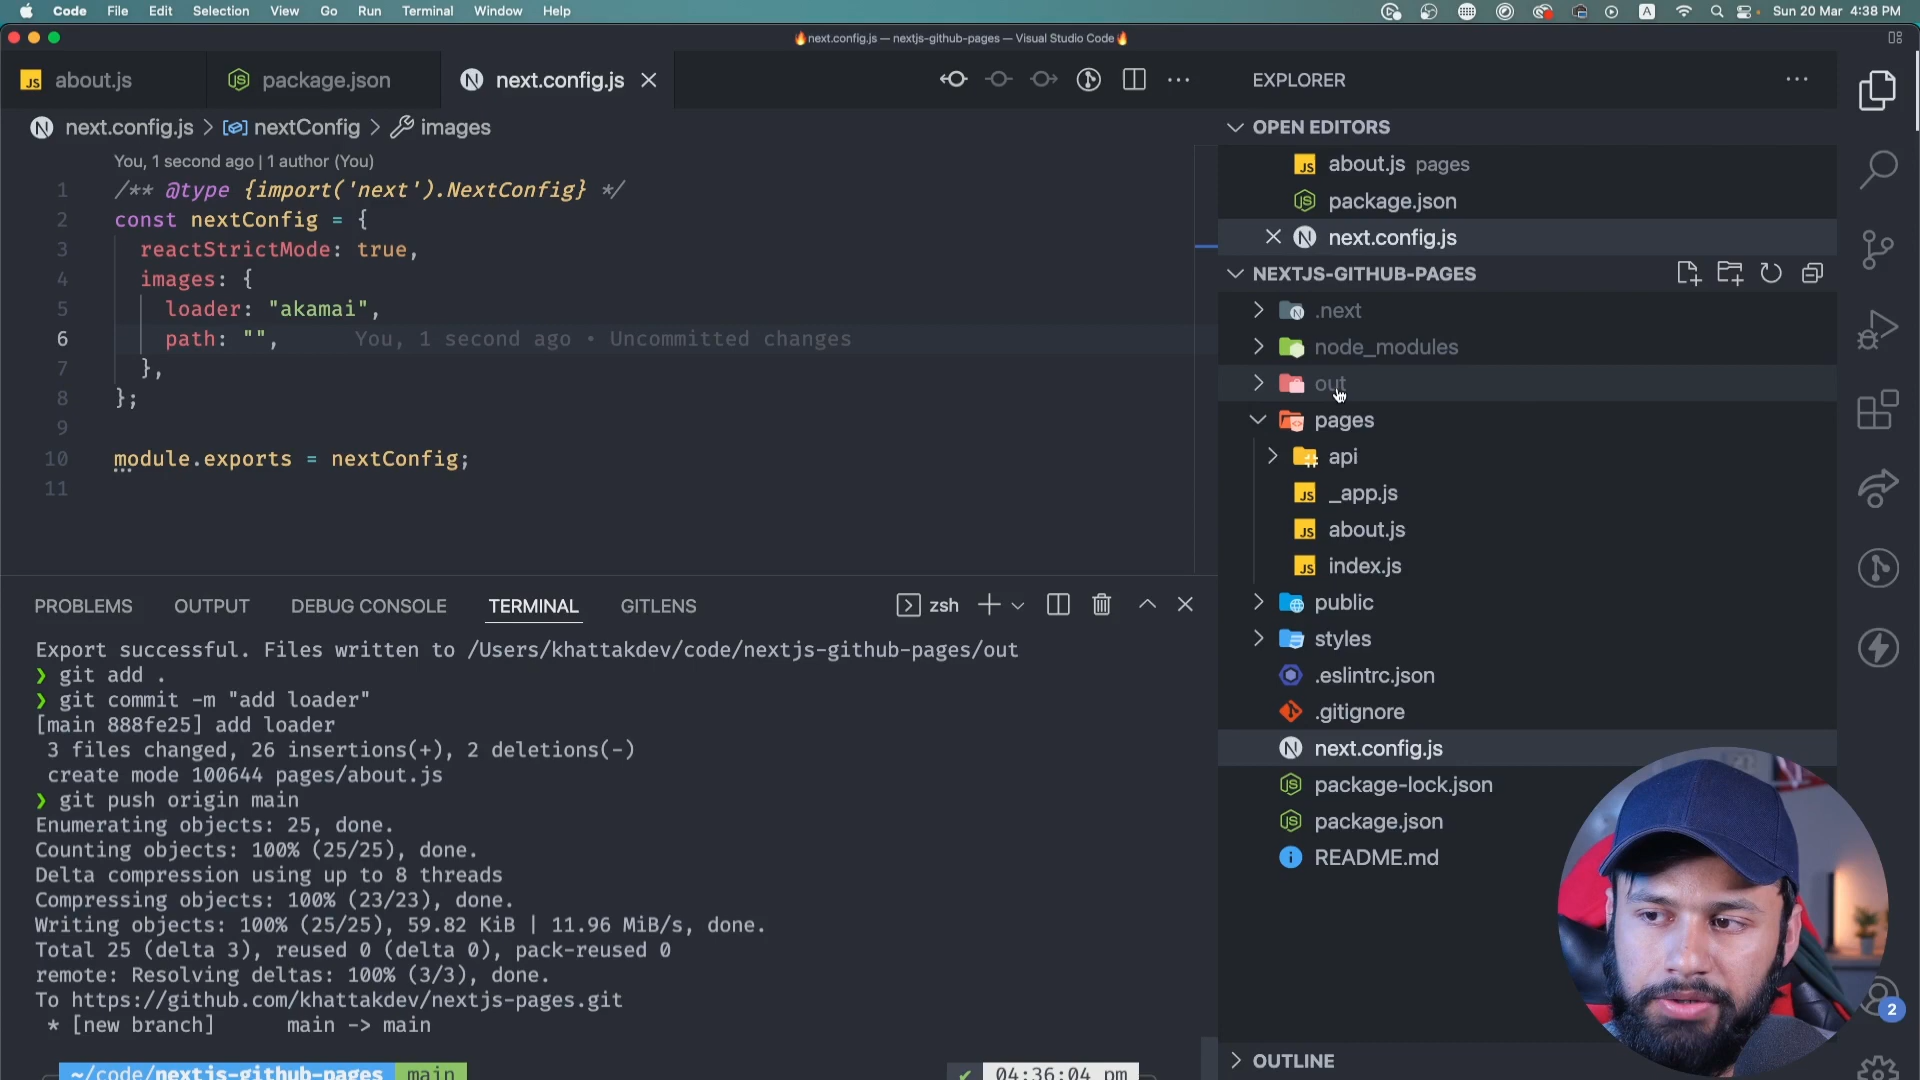 Code File Edit Selection View Go Run Terminal Window Help
A
Sun 20 Mar 4:38 PM
🔥next.config.js — nextjs-github-pages — Visual Studio Code🔥
JS about.js
package.json
N next.config.js
N next.config.js > nextConfig > images
You, 1 second ago | 1 author (You)
1 /** @type {import('next').NextConfig} */
2 const nextConfig = {
3 reactStrictMode: true,
4 images: {
5 loader: "akamai",
6 path: "", You, 1 second ago • Uncommitted changes
7 },
8 };
9
10 module.exports = nextConfig;
11
PROBLEMS OUTPUT DEBUG CONSOLE TERMINAL GITLENS
zsh
Export successful. Files written to /Users/khattakdev/code/nextjs-github-pages/out
❯ git add .
❯ git commit -m "add loader"
[main 888fe25] add loader
3 files changed, 26 insertions(+), 2 deletions(-)
create mode 100644 pages/about.js
❯ git push origin main
Enumerating objects: 25, done.
Counting objects: 100% (25/25), done.
Delta compression using up to 8 threads
Compressing objects: 100% (23/23), done.
Writing objects: 100% (25/25), 59.82 KiB | 11.96 MiB/s, done.
Total 25 (delta 3), reused 0 (delta 0), pack-reused 0
remote: Resolving deltas: 100% (3/3), done.
To https://github.com/khattakdev/nextjs-pages.git
* [new branch] main -> main
~/code/nextjs-github-pages main
✔ 04:36:04 pm
EXPLORER
OPEN EDITORS
JS about.js pages
package.json
N next.config.js
NEXTJS-GITHUB-PAGES
.next
node_modules
out
pages
api
JS _app.js
JS about.js
JS index.js
public
styles
.eslintrc.json
.gitignore
N next.config.js
package-lock.json
package.json
README.md
OUTLINE
2